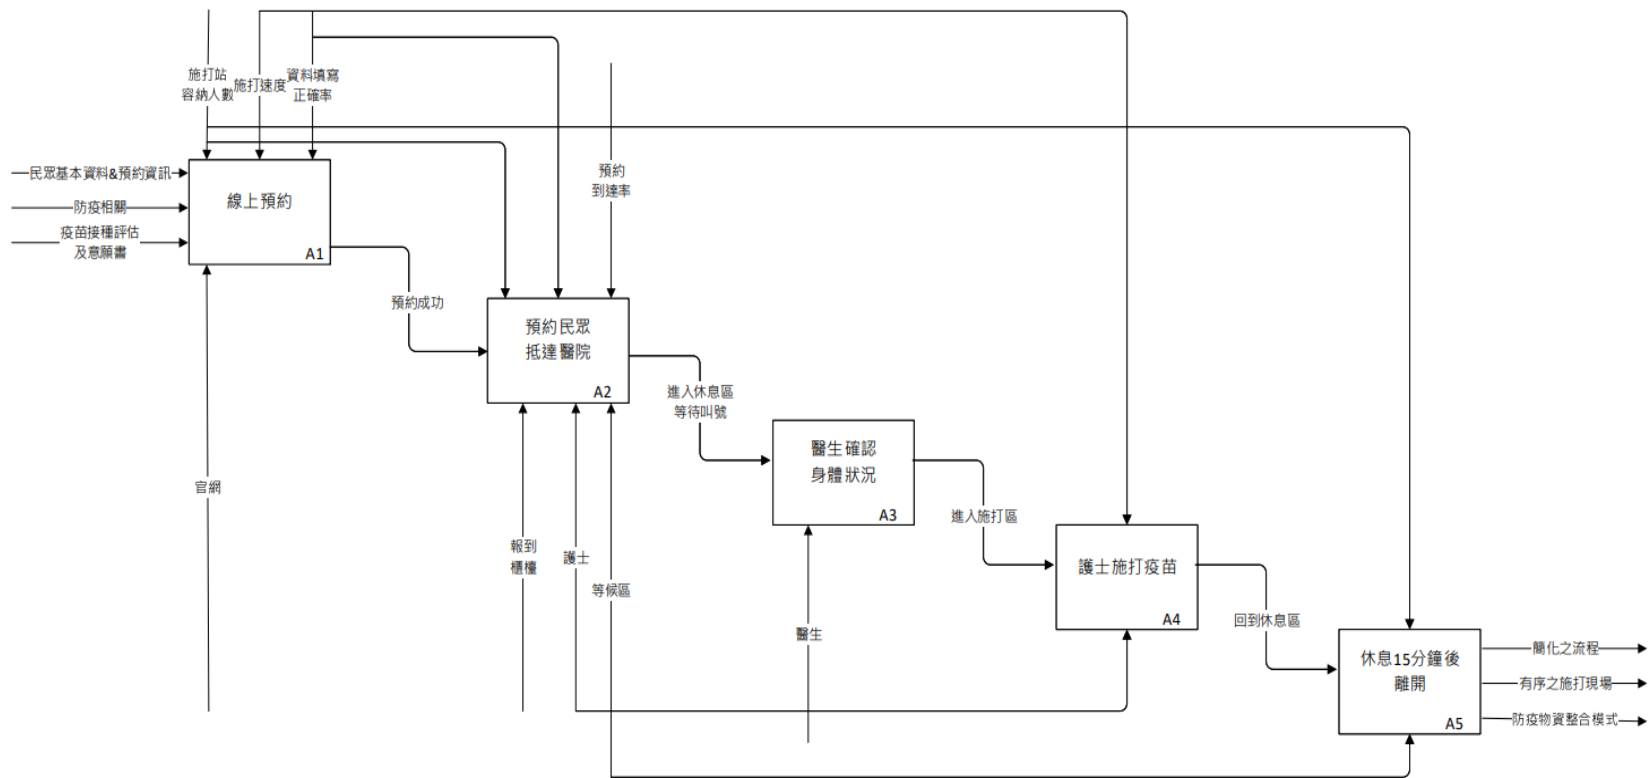 施打站
容納人數
施打速度
資料填寫
正確率
預約
到達率
民眾基本資料&預約資訊
防疫相關
疫苗接種評估
及意願書
線上預約
A1
預約成功
官網
預約民眾
抵達醫院
A2
進入休息區
等待叫號
報到
櫃檯
護士
等候區
醫生確認
身體狀況
A3
進入施打區
醫生
護士施打疫苗
A4
回到休息區
休息15分鐘後
離開
A5
簡化之流程
有序之施打現場
防疫物資整合模式